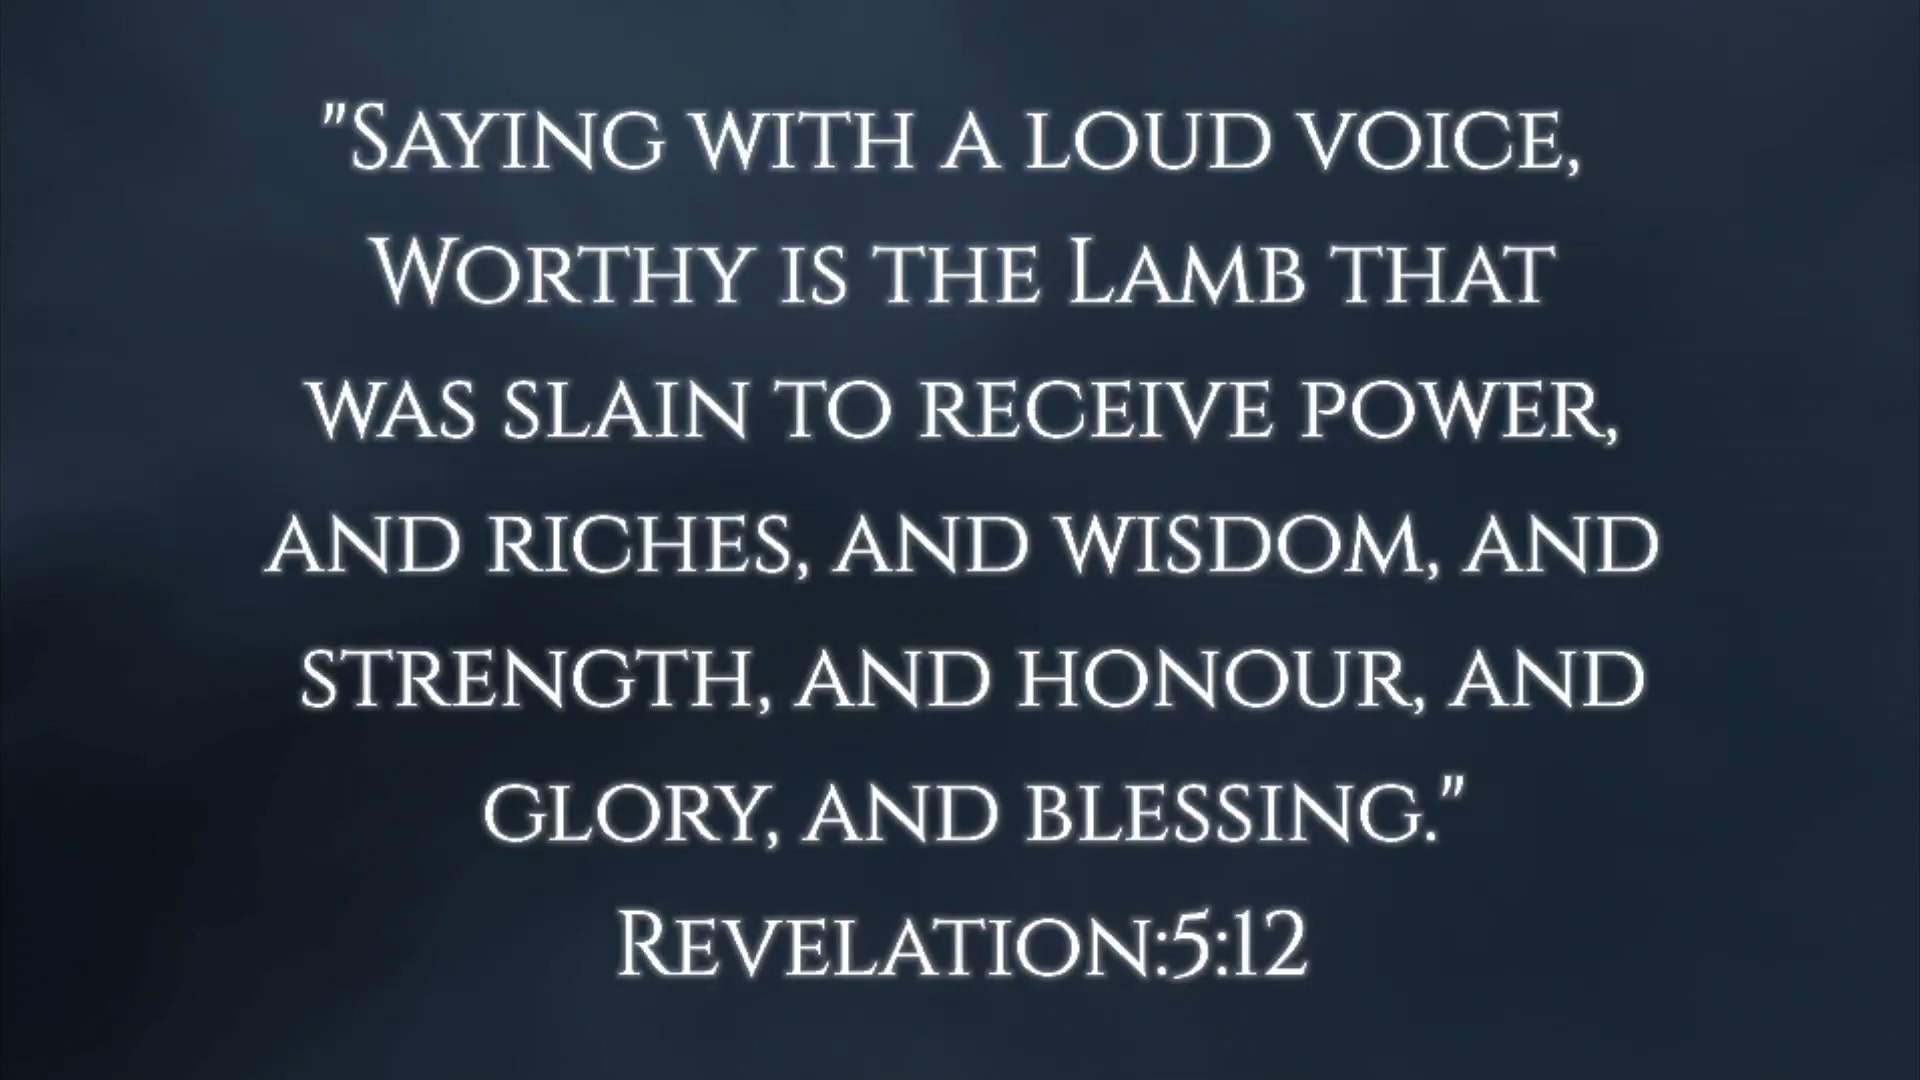 "Saying with a loud voice,
Worthy is the Lamb that
was slain to receive power,
and riches, and wisdom, and
strength, and honour, and
glory, and blessing."
Revelation:5:12